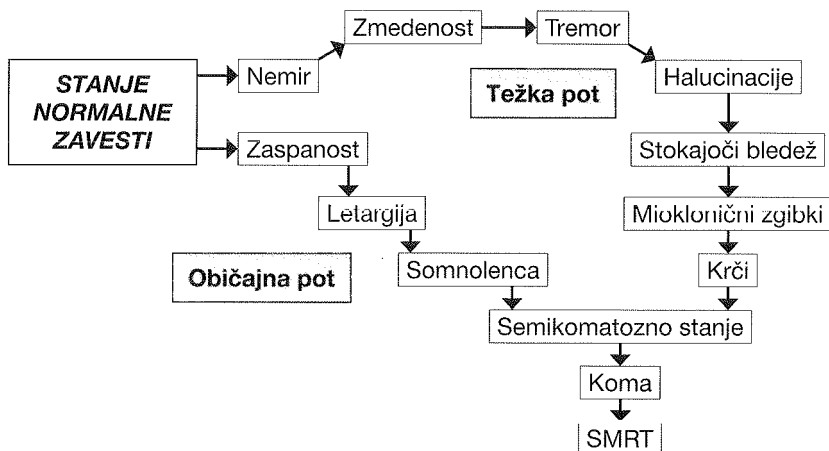 Zmedenost
Tremor
STANJE
NORMALNE
ZAVESTI
Nemir
Halucinacije
Težka pot
Zaspanost
Stokajoči bledež
Letargija
Mioklonični zgibki
Običajna pot
Somnolenca
Krči
Semikomatozno stanje
Koma
SMRT